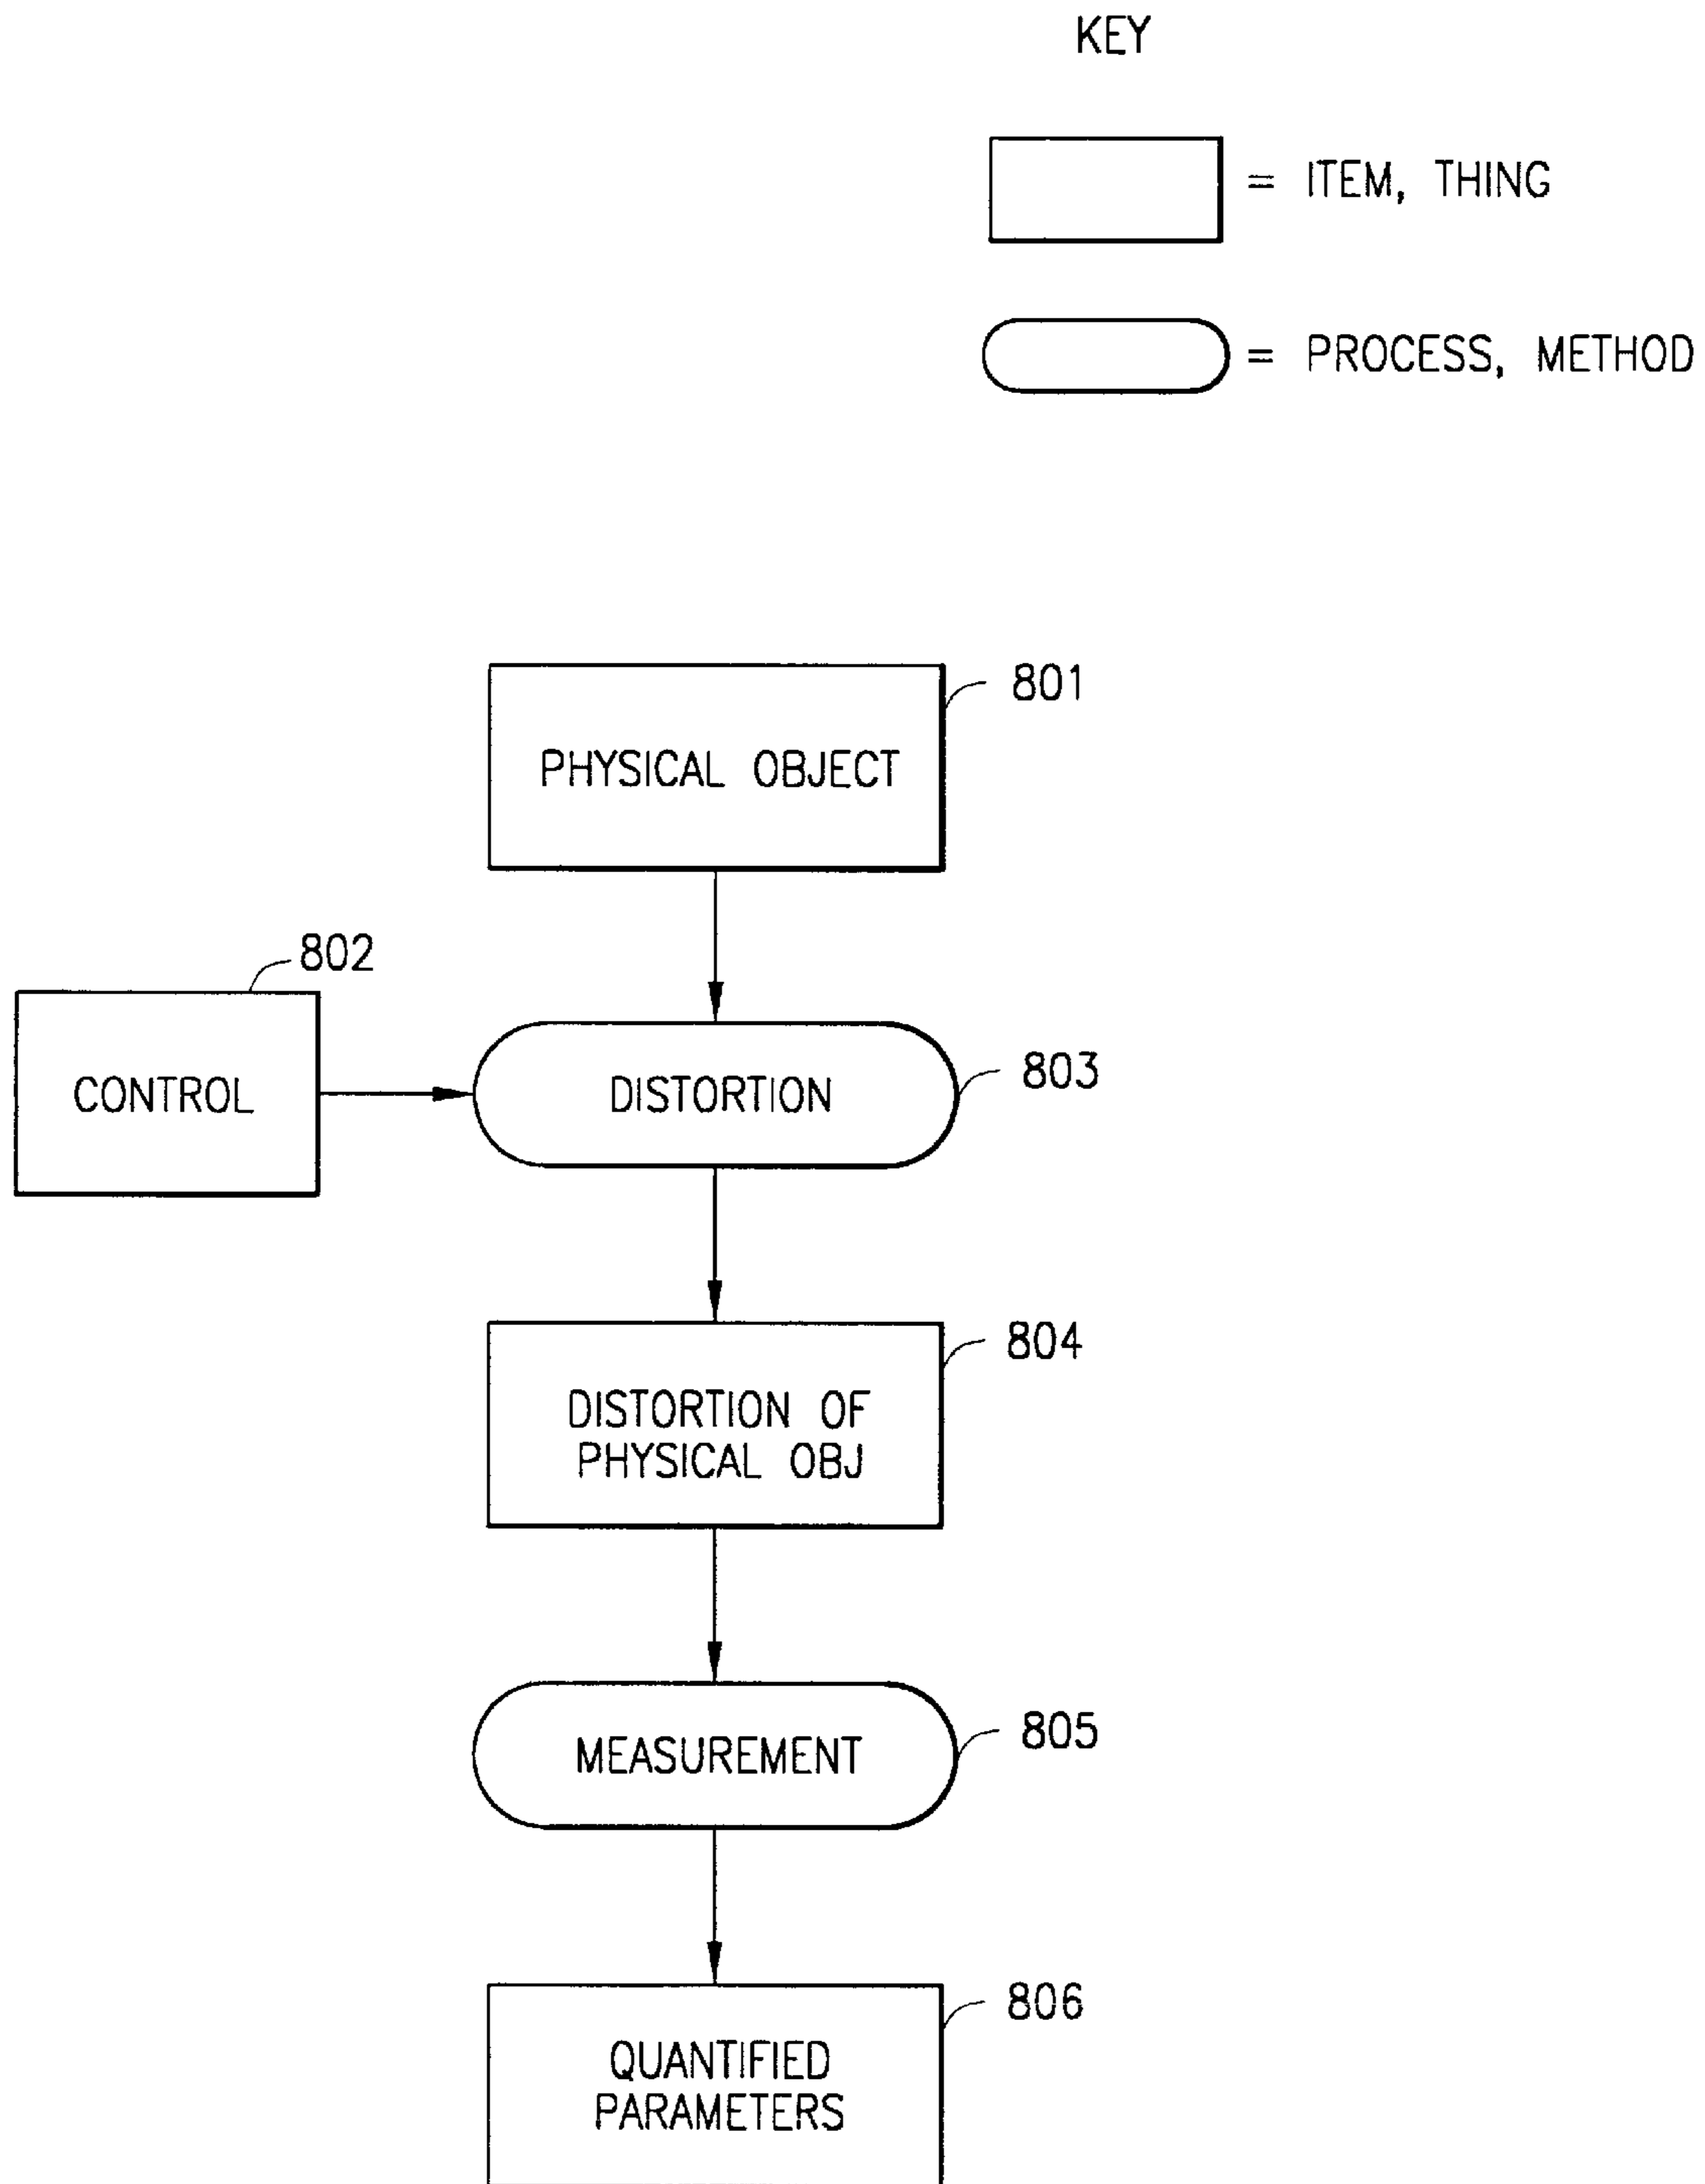 KEY
= ITEM, THING
= PROCESS, METHOD
801
PHYSICAL OBJECT
802
CONTROL
803
DISTORTION
804
DISTORTION OF
PHYSICAL OBJ
805
MEASUREMENT
806
QUANTIFIED
PARAMETERS